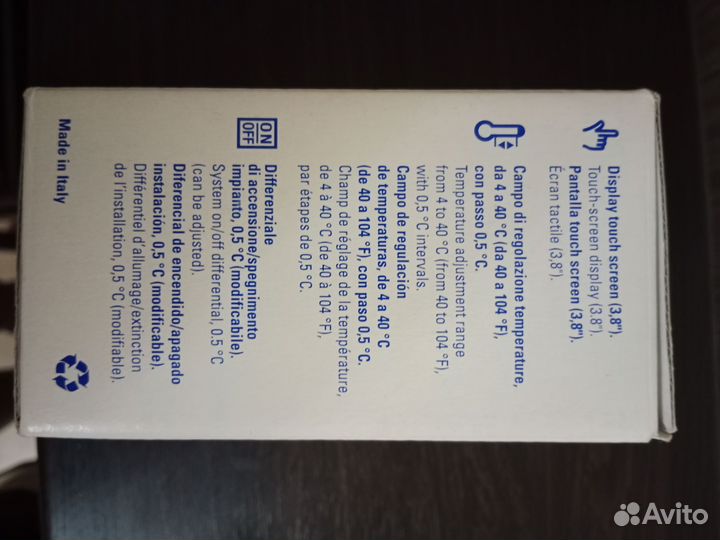 Display touch screen (3,8").
Touch-screen display (3.8").
Pantalla touch screen (3,8").
Écran tactile (3,8").
Campo di regolazione temperature,
da 4 a 40 °C (da 40 a 104 °F),
con passo 0,5 °C.
Temperature adjustment range
from 4 to 40 °C (from 40 to 104 °F),
with 0,5 °C intervals.
Campo de regulación
de temperaturas, de 4 a 40 °C
(de 40 a 104 °F), con paso 0,5 °C.
Champ de réglage de la température,
de 4 à 40 °C (de 40 à 104 °F),
par étapes de 0,5 °C.
ON
OFF
Differenziale
di accensione/spegnimento
impianto, 0,5 °C (modificabile).
System on/off differential, 0.5 °C
(can be adjusted).
Diferencial de encendido/apagado
instalación, 0,5 °C (modificable).
Différentiel d'allumage/extinction
de l'installation, 0,5 °C (modifiable).
Made in Italy
Avito